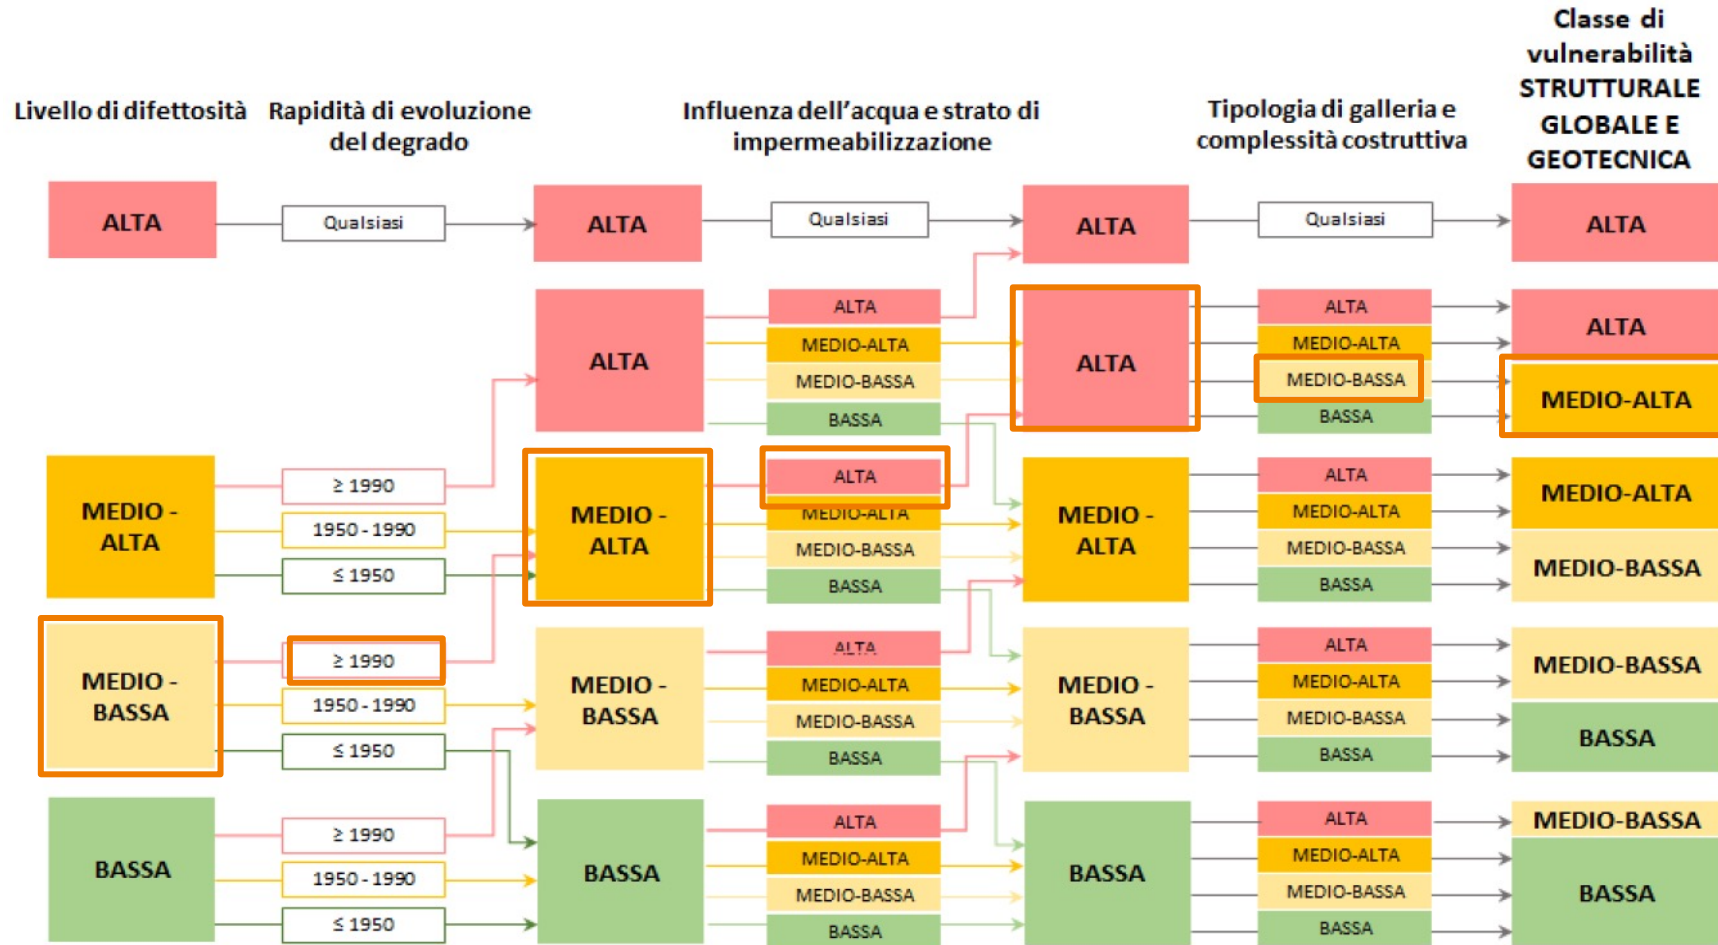 Livello di difettosità
Rapidità di evoluzione
del degrado
Influenza dell'acqua e strato di
impermeabilizzazione
Tipologia di galleria e
complessità costruttiva
Classe di
vulnerabilità
STRUTTURALE
GLOBALE E
GEOTECNICA
ALTA
Qualsiasi
ALTA
Qualsiasi
ALTA
Qualsiasi
ALTA
ALTA
ALTA
MEDIO-ALTA
MEDIO-BASSA
BASSA
ALTA
ALTA
MEDIO-ALTA
MEDIO-BASSA
BASSA
ALTA
MEDIO-ALTA
MEDIO -
ALTA
≥ 1990
1950 - 1990
≤ 1950
MEDIO -
ALTA
ALTA
MEDIO-ALTA
MEDIO-BASSA
BASSA
MEDIO -
ALTA
ALTA
MEDIO-ALTA
MEDIO-BASSA
BASSA
MEDIO-ALTA
MEDIO-BASSA
MEDIO -
BASSA
≥ 1990
1950 - 1990
≤ 1950
MEDIO -
BASSA
ALTA
MEDIO-ALTA
MEDIO-BASSA
BASSA
MEDIO -
BASSA
ALTA
MEDIO-ALTA
MEDIO-BASSA
BASSA
MEDIO-BASSA
BASSA
BASSA
≥ 1990
1950 - 1990
≤ 1950
BASSA
ALTA
MEDIO-ALTA
MEDIO-BASSA
BASSA
BASSA
ALTA
MEDIO-ALTA
MEDIO-BASSA
BASSA
MEDIO-BASSA
BASSA